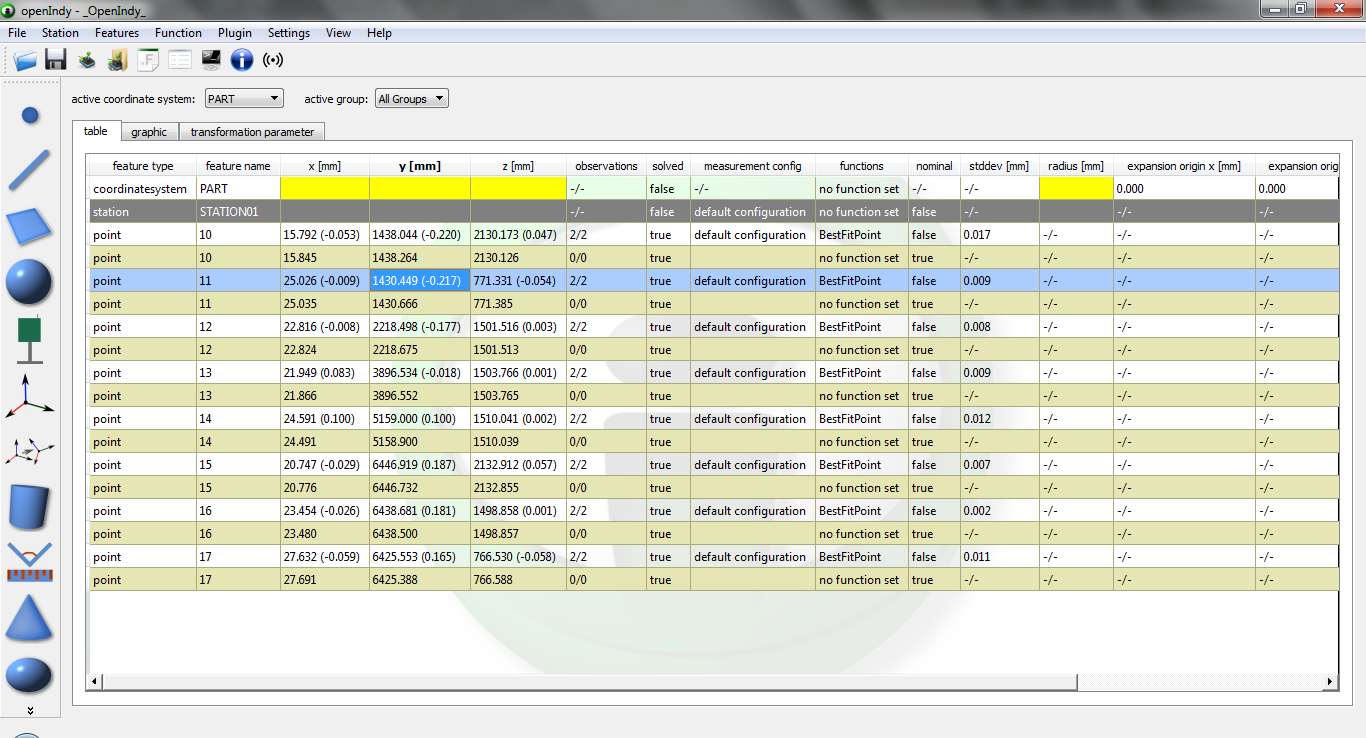 openIndy - _OpenIndy_
File Station Features Function Plugin Settings View Help
F
active coordinate system: PART active group: All Groups
table graphic transformation parameter
feature type feature name x [mm] y [mm] z [mm] observations solved measurement config functions nominal stddev [mm] radius [mm] expansion origin x [mm] expansion orig
coordinatesystem PART -/- false -/- no function set -/- -/- 0.000 0.000
station STATION01 -/- false default configuration no function set false -/- -/- -/-
point 10 15.792 (-0.053) 1438.044 (-0.220) 2130.173 (0.047) 2/2 true default configuration BestFitPoint false 0.017 -/- -/- -/-
point 10 15.845 1438.264 2130.126 0/0 true no function set true -/- -/- -/- -/-
point 11 25.026 (-0.009) 1430.449 (-0.217) 771.331 (-0.054) 2/2 true default configuration BestFitPoint false 0.009 -/- -/- -/-
point 11 25.035 1430.666 771.385 0/0 true no function set true -/- -/- -/- -/-
point 12 22.816 (-0.008) 2218.498 (-0.177) 1501.516 (0.003) 2/2 true default configuration BestFitPoint false 0.008 -/- -/- -/-
point 12 22.824 2218.675 1501.513 0/0 true no function set true -/- -/- -/- -/-
point 13 21.949 (0.083) 3896.534 (-0.018) 1503.766 (0.001) 2/2 true default configuration BestFitPoint false 0.009 -/- -/- -/-
point 13 21.866 3896.552 1503.765 0/0 true no function set true -/- -/- -/- -/-
point 14 24.591 (0.100) 5159.000 (0.100) 1510.041 (0.002) 2/2 true default configuration BestFitPoint false 0.012 -/- -/- -/-
point 14 24.491 5158.900 1510.039 0/0 true no function set true -/- -/- -/- -/-
point 15 20.747 (-0.029) 6446.919 (0.187) 2132.912 (0.057) 2/2 true default configuration BestFitPoint false 0.007 -/- -/- -/-
point 15 20.776 6446.732 2132.855 0/0 true no function set true -/- -/- -/- -/-
point 16 23.454 (-0.026) 6438.681 (0.181) 1498.858 (0.001) 2/2 true default configuration BestFitPoint false 0.002 -/- -/- -/-
point 16 23.480 6438.500 1498.857 0/0 true no function set true -/- -/- -/- -/-
point 17 27.632 (-0.059) 6425.553 (0.165) 766.530 (-0.058) 2/2 true default configuration BestFitPoint false 0.011 -/- -/- -/-
point 17 27.691 6425.388 766.588 0/0 true no function set true -/- -/- -/- -/-